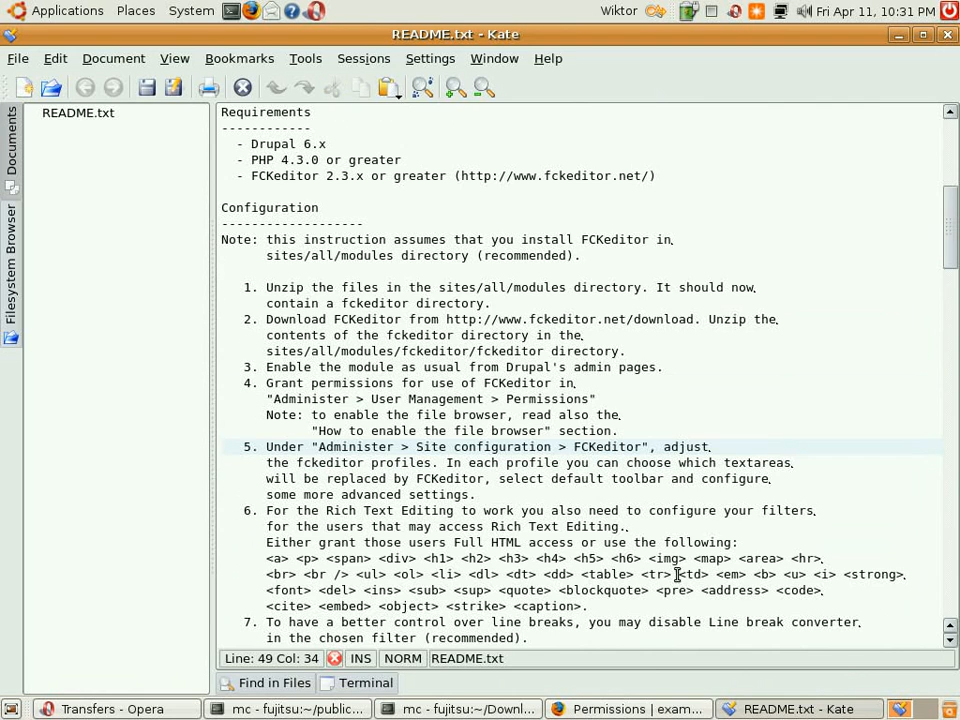 Applications Places System Wiktor Fri Apr 11, 10:31 PM
README.txt - Kate
File Edit Document View Bookmarks Tools Sessions Settings Window Help
Documents
Filesystem Browser
README.txt
Requirements
------------
- Drupal 6.x
- PHP 4.3.0 or greater
- FCKeditor 2.3.x or greater (http://www.fckeditor.net/)
Configuration
-------------------
Note: this instruction assumes that you install FCKeditor in
sites/all/modules directory (recommended).
1. Unzip the files in the sites/all/modules directory. It should now
contain a fckeditor directory.
2. Download FCKeditor from http://www.fckeditor.net/download. Unzip the
contents of the fckeditor directory in the
sites/all/modules/fckeditor/fckeditor directory.
3. Enable the module as usual from Drupal's admin pages.
4. Grant permissions for use of FCKeditor in
"Administer > User Management > Permissions"
Note: to enable the file browser, read also the
"How to enable the file browser" section.
5. Under "Administer > Site configuration > FCKeditor", adjust
the fckeditor profiles. In each profile you can choose which textareas
will be replaced by FCKeditor, select default toolbar and configure
some more advanced settings.
6. For the Rich Text Editing to work you also need to configure your filters
for the users that may access Rich Text Editing.
Either grant those users Full HTML access or use the following:
<a> <p> <span> <div> <h1> <h2> <h3> <h4> <h5> <h6> <img> <map> <area> <hr>
<br> <br /> <ul> <ol> <li> <dl> <dt> <dd> <table> <tr> <td> <em> <b> <u> <i> <strong>
<font> <del> <ins> <sub> <sup> <quote> <blockquote> <pre> <address> <code>
<cite> <embed> <object> <strike> <caption>.
7. To have a better control over line breaks, you may disable Line break converter
in the chosen filter (recommended).
Line: 49 Col: 34 INS NORM README.txt
Find in Files Terminal
Transfers - Opera mc - fujitsu:~/public... mc - fujitsu:~/Downl... Permissions | exam... README.txt - Kate